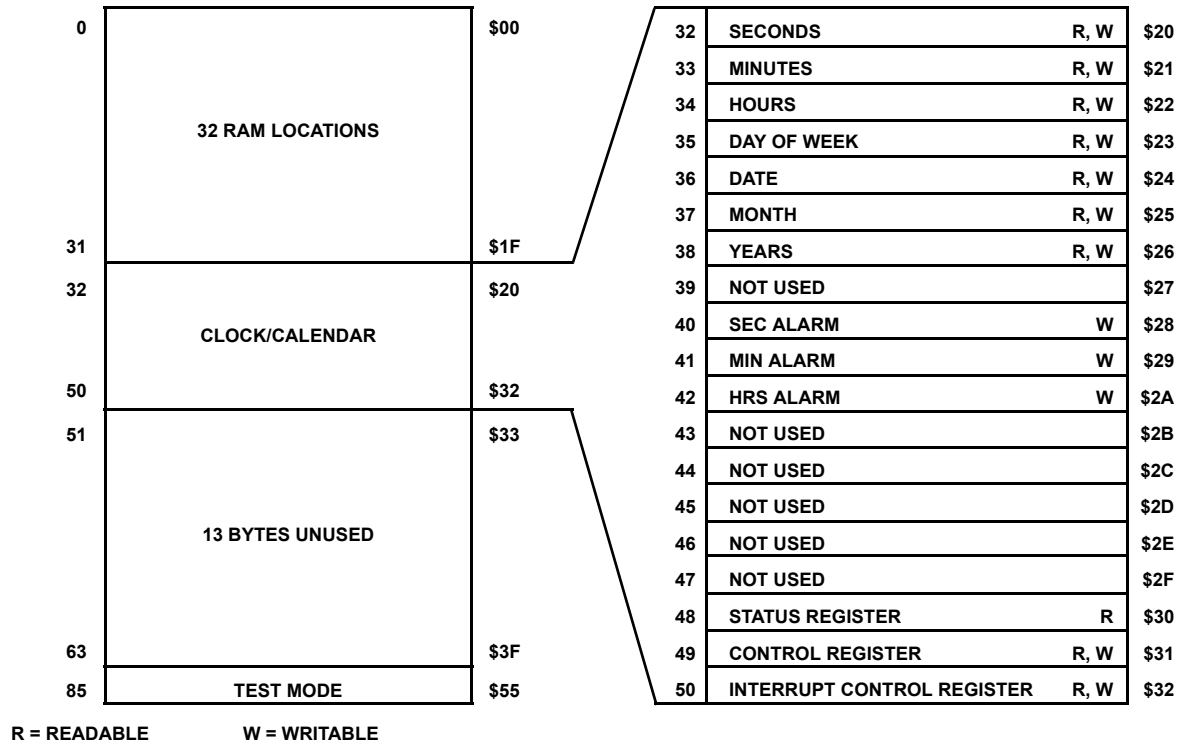 0 $00
32 RAM LOCATIONS
31 $1F
32 $20
CLOCK/CALENDAR
50 $32
51 $33
13 BYTES UNUSED
63 $3F
85 TEST MODE $55
32 SECONDS R, W $20
33 MINUTES R, W $21
34 HOURS R, W $22
35 DAY OF WEEK R, W $23
36 DATE R, W $24
37 MONTH R, W $25
38 YEARS R, W $26
39 NOT USED $27
40 SEC ALARM W $28
41 MIN ALARM W $29
42 HRS ALARM W $2A
43 NOT USED $2B
44 NOT USED $2C
45 NOT USED $2D
46 NOT USED $2E
47 NOT USED $2F
48 STATUS REGISTER R $30
49 CONTROL REGISTER R, W $31
50 INTERRUPT CONTROL REGISTER R, W $32
R = READABLE W = WRITABLE